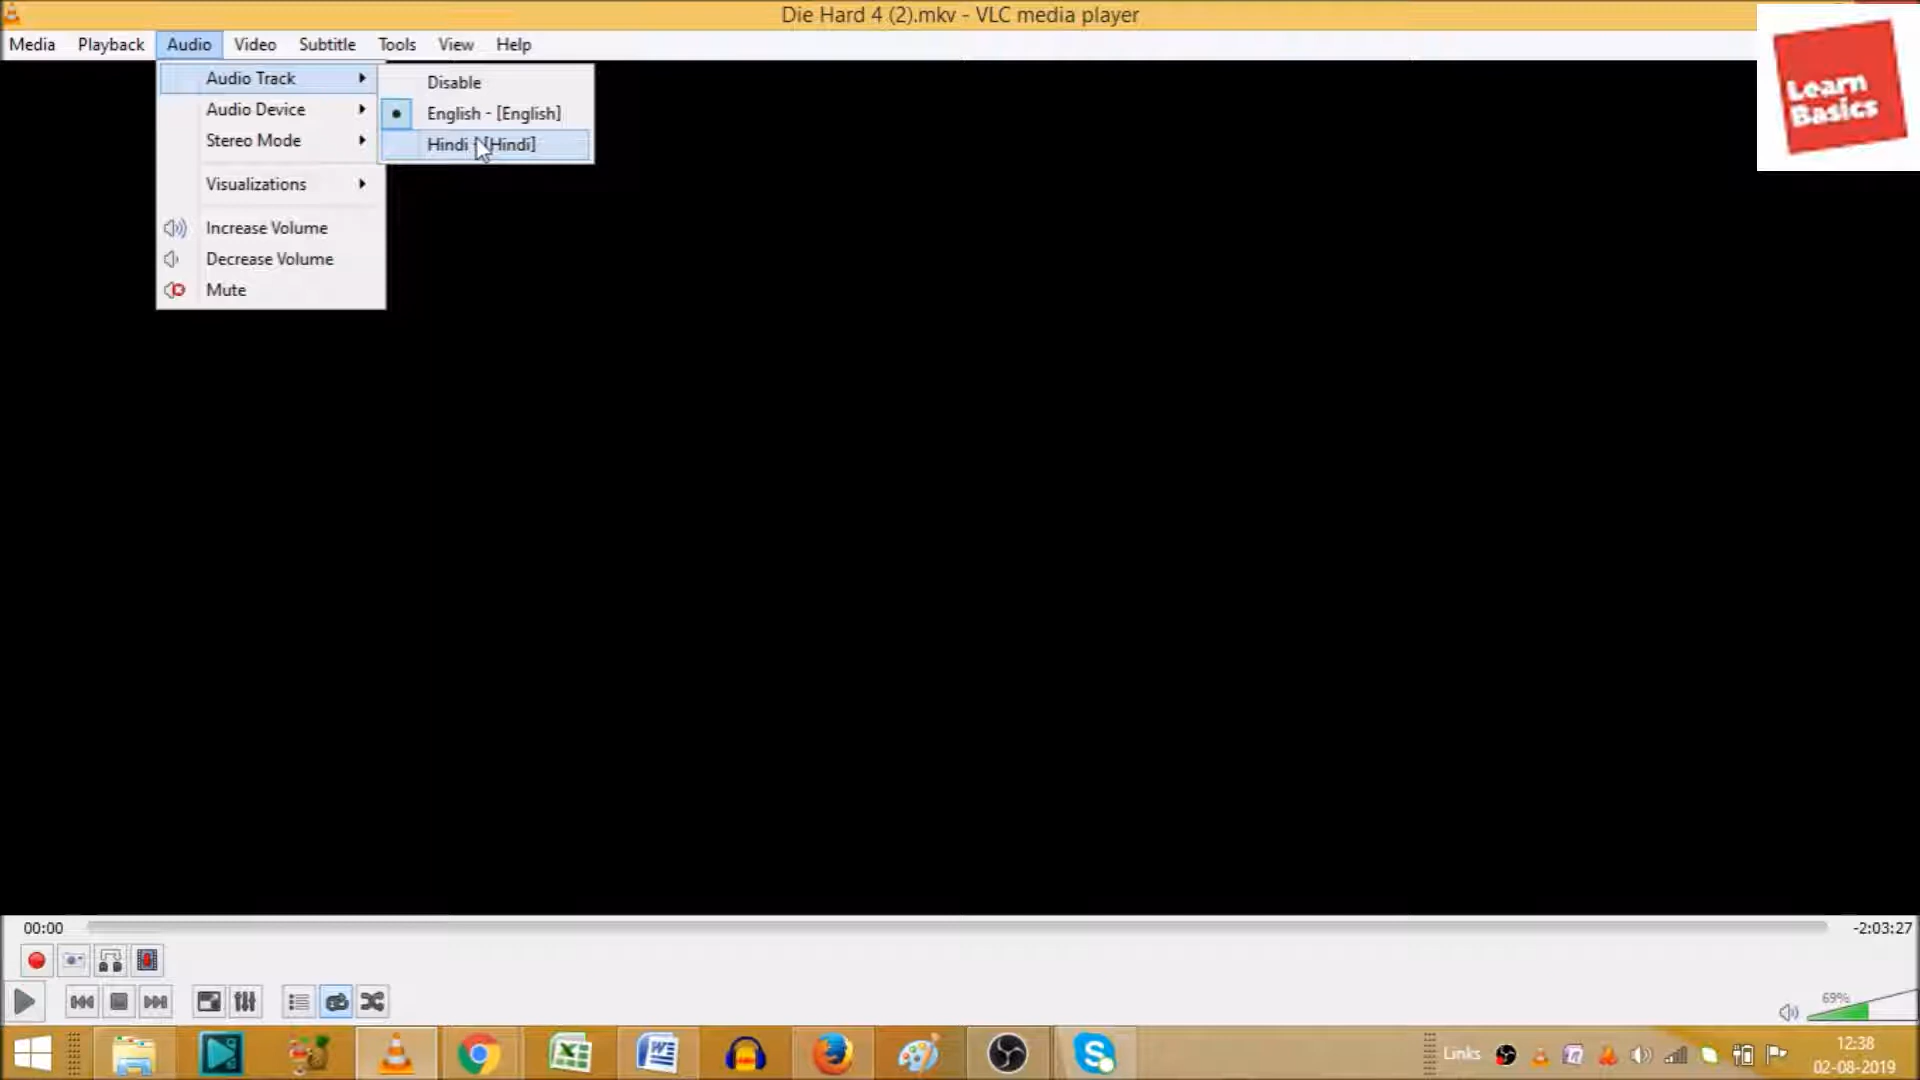 Die Hard 4 (2).mkv - VLC media player
Media Playback Audio Video Subtitle Tools View Help
Learn
Basics
Audio Track
Audio Device
Stereo Mode
Visualizations
Increase Volume
Decrease Volume
Mute
Disable
English - [English]
Hindi - [Hindi]
00:00
-2:03:27
69%
Links
12:38
02-08-2019